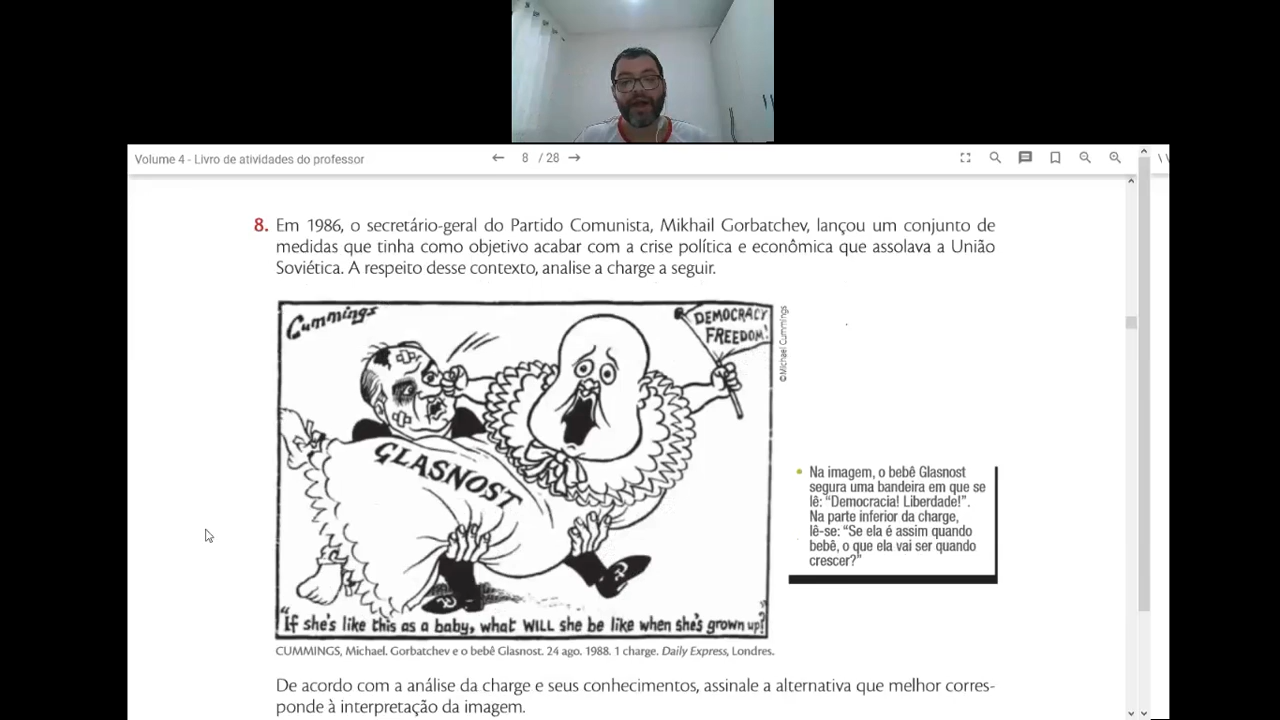 Volume 4 - Livro de atividades do professor
8 / 28
8. Em 1986, o secretário-geral do Partido Comunista, Mikhail Gorbatchev, lançou um conjunto de
medidas que tinha como objetivo acabar com a crise política e econômica que assolava a União
Soviética. A respeito desse contexto, analise a charge a seguir.
Cummings
DEMOCRACY
FREEDOM!
GLASNOST
"If she's like this as a baby, what WILL she be like when she's grown up?"
©Michael Cummings
Na imagem, o bebê Glasnost
segura uma bandeira em que se
lê: “Democracia! Liberdade!”.
Na parte inferior da charge,
lê-se: “Se ela é assim quando
bebê, o que ela vai ser quando
crescer?”
CUMMINGS, Michael. Gorbatchev e o bebê Glasnost. 24 ago. 1988. 1 charge. Daily Express, Londres.
De acordo com a análise da charge e seus conhecimentos, assinale a alternativa que melhor corres-
ponde à interpretação da imagem.